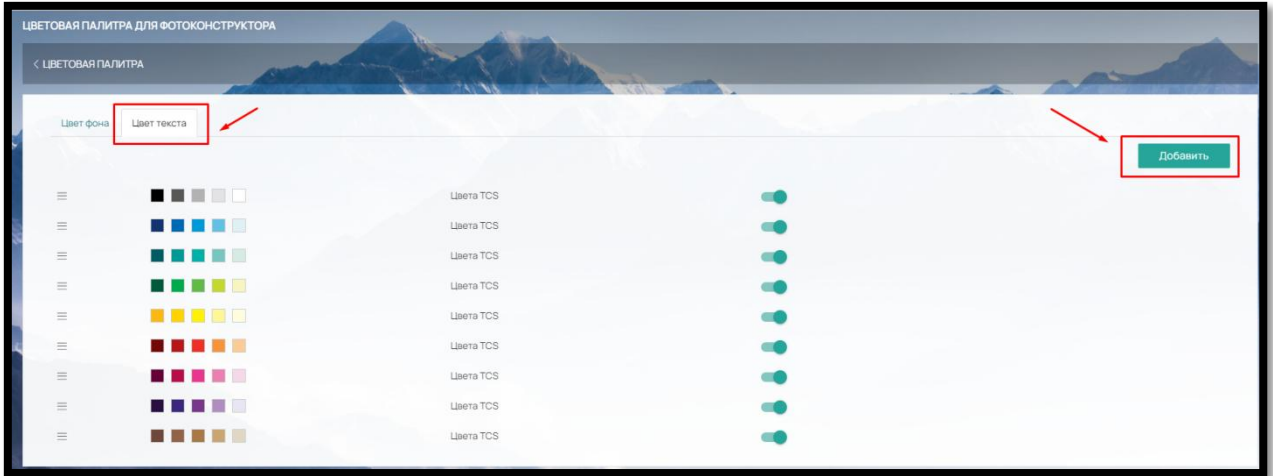 ЦВЕТОВАЯ ПАЛИТРА ДЛЯ ФОТОКОНСТРУКТОРА
< ЦВЕТОВАЯ ПАЛИТРА
Цвет фона Цвет текста
Добавить
Цвета TCS
Цвета TCS
Цвета TCS
Цвета TCS
Цвета TCS
Цвета TCS
Цвета TCS
Цвета TCS
Цвета TCS